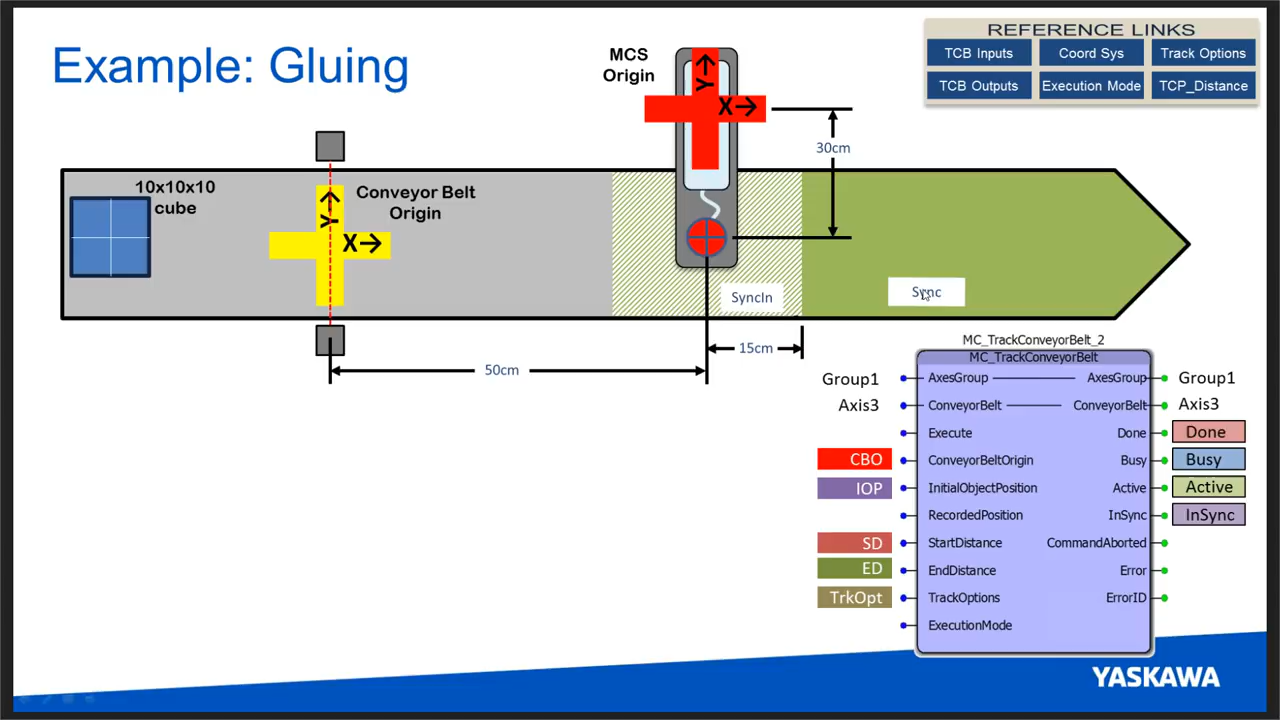 Example: Gluing
REFERENCE LINKS
TCB Inputs
Coord Sys
Track Options
TCB Outputs
Execution Mode
TCP_Distance
MCS
Origin
Y
X
30cm
10x10x10
cube
Conveyor Belt
Origin
Y
X
SyncIn
Sync
15cm
50cm
MC_TrackConveyorBelt_2
MC_TrackConveyorBelt
Group1
AxesGroup
AxesGroup
Group1
Axis3
ConveyorBelt
ConveyorBelt
Axis3
Execute
Done
Done
CBO
ConveyorBeltOrigin
Busy
Busy
IOP
InitialObjectPosition
Active
Active
RecordedPosition
InSync
InSync
SD
StartDistance
CommandAborted
ED
EndDistance
Error
TrkOpt
TrackOptions
ErrorID
ExecutionMode
YASKAWA